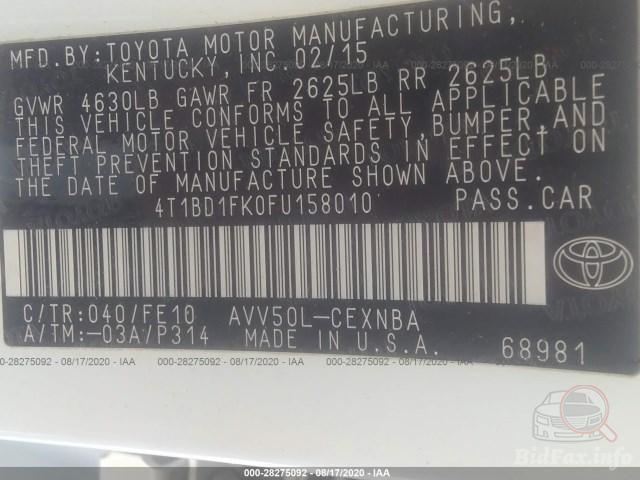 MFD.BY:TOYOTA MOTOR MANUFACTURING,
KENTUCKY,INC. 02/15
GVWR 4630LB GAWR FR 2625LB RR 2625LB
THIS VEHICLE CONFORMS TO ALL APPLICABLE
FEDERAL MOTOR VEHICLE SAFETY,BUMPER,AND
THEFT PREVENTION STANDARDS IN EFFECT ON
THE DATE OF MANUFACTURE SHOWN ABOVE.
4T1BD1FK0FU158010 PASS.CAR
C/TR:040/FE10 AVV50L-CEXNBA
A/TM:-03A/P314 MADE IN U.S.A. 68981
000-28275092 - 08/17/2020 - IAA
BidFax.info
000-28275092 - 08/17/2020 - IAA